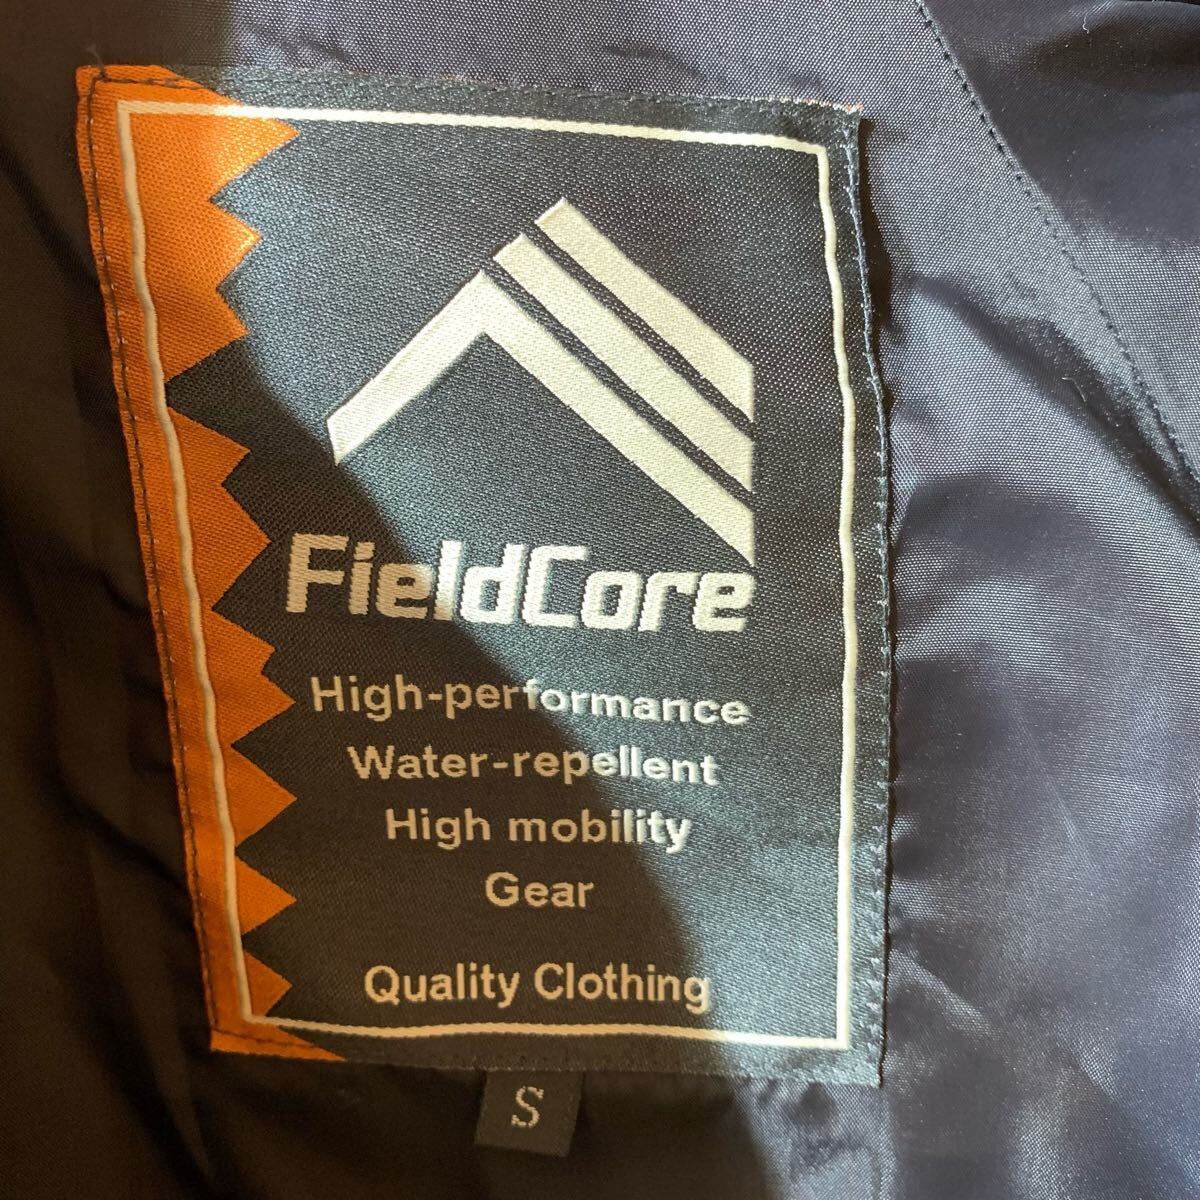 FieldCore
High-performance
Water-repellent
High mobility
Gear
Quality Clothing
S